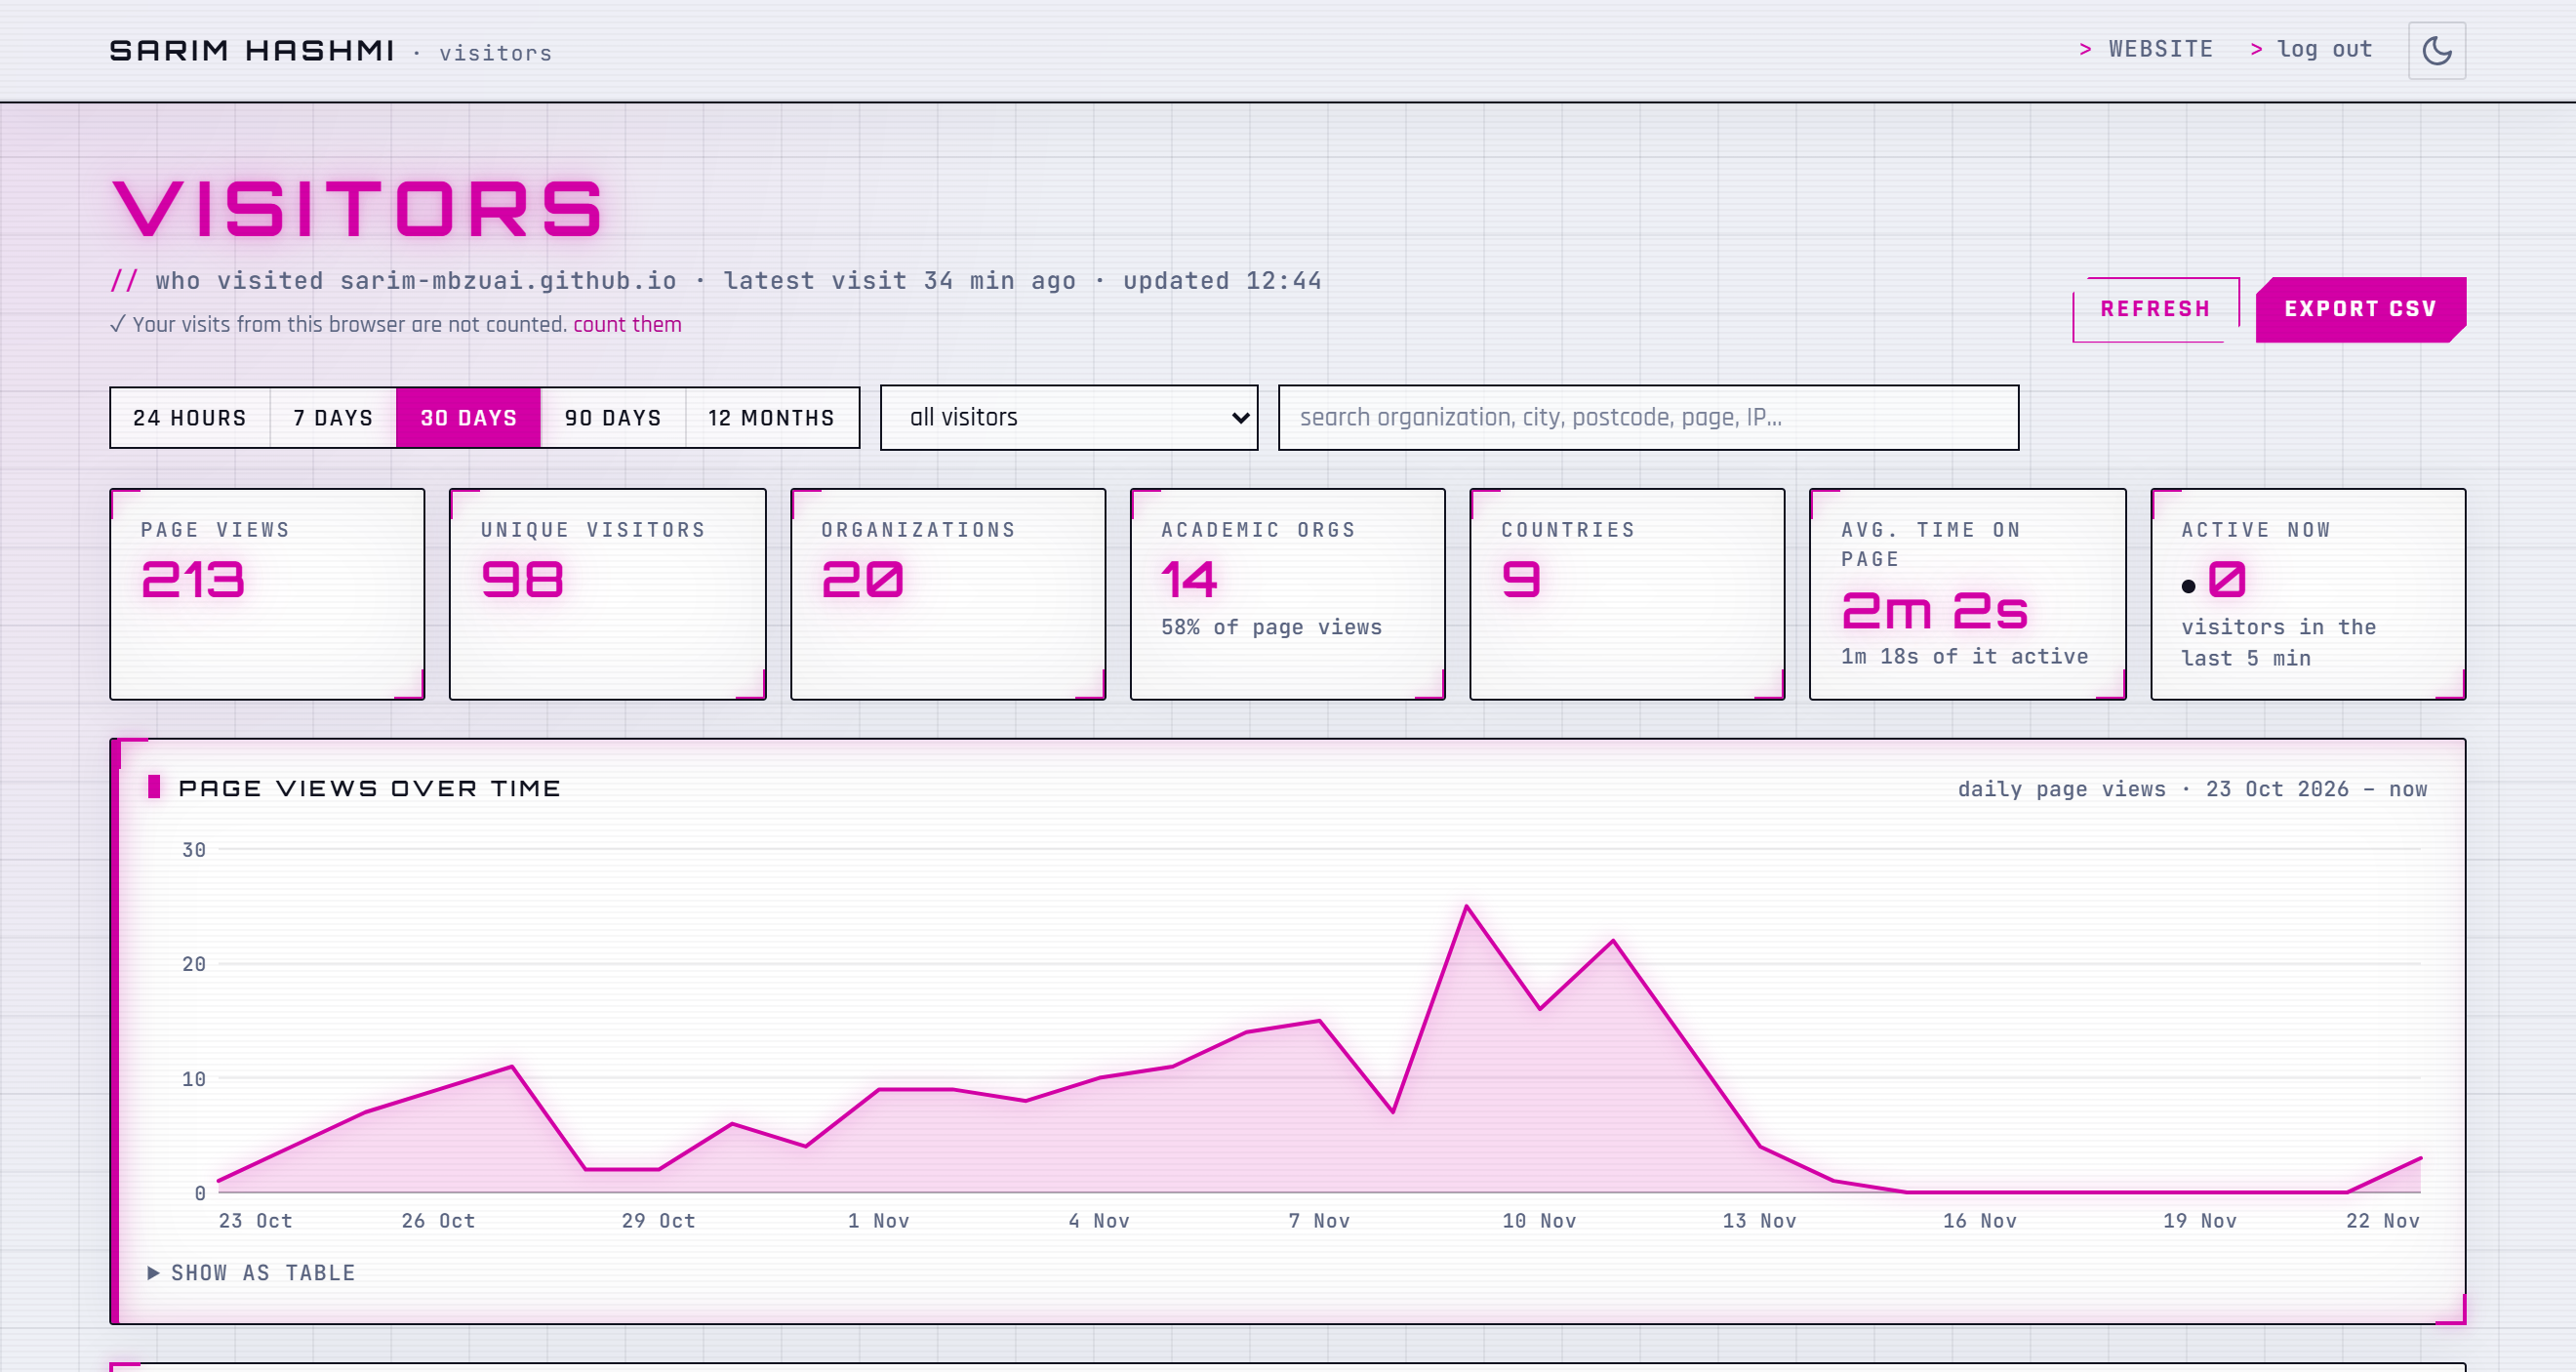 SARIM HASHMI · visitors
> WEBSITE > log out
VISITORS
// who visited sarim-mbzuai.github.io · latest visit 34 min ago · updated 12:44
✓ Your visits from this browser are not counted. count them
REFRESH
EXPORT CSV
24 HOURS
7 DAYS
30 DAYS
90 DAYS
12 MONTHS
all visitors
search organization, city, postcode, page, IP...
PAGE VIEWS
213
UNIQUE VISITORS
98
ORGANIZATIONS
20
ACADEMIC ORGS
14
58% of page views
COUNTRIES
9
AVG. TIME ON
PAGE
2m 2s
1m 18s of it active
ACTIVE NOW
0
visitors in the
last 5 min
PAGE VIEWS OVER TIME
daily page views · 23 Oct 2026 – now
30
20
10
0
23 Oct
26 Oct
29 Oct
1 Nov
4 Nov
7 Nov
10 Nov
13 Nov
16 Nov
19 Nov
22 Nov
▶ SHOW AS TABLE